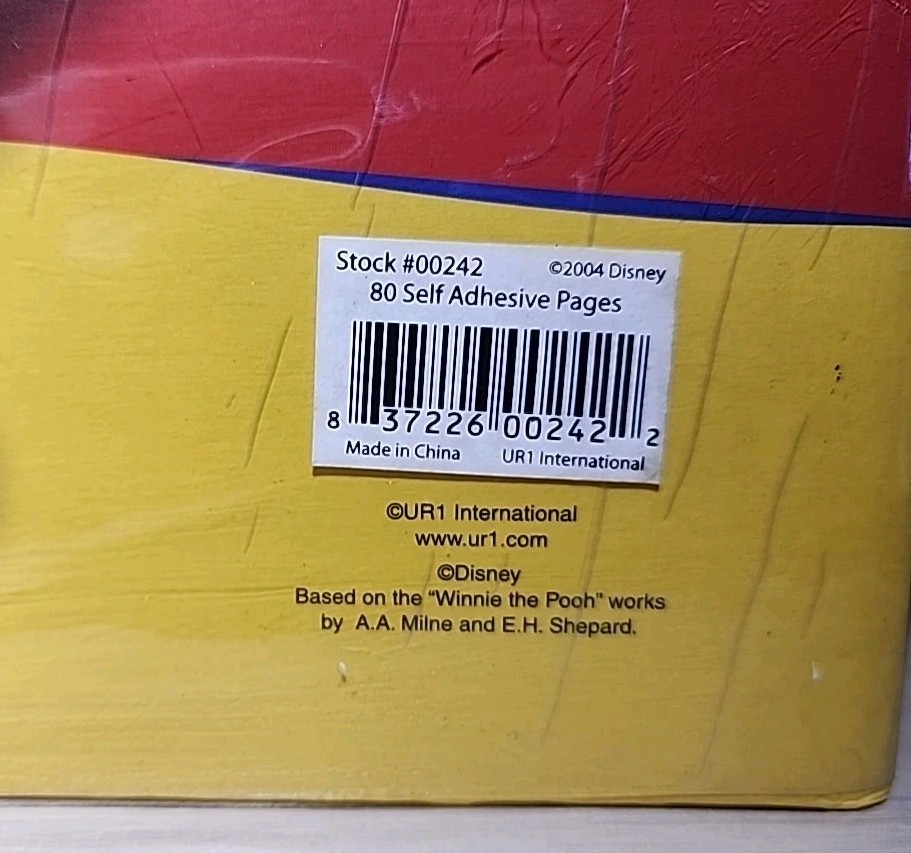 Stock #00242 ©2004 Disney
80 Self Adhesive Pages
8 37226 00242 2
Made in China UR1 International
©UR1 International
www.ur1.com
©Disney
Based on the "Winnie the Pooh" works
by A.A. Milne and E.H. Shepard.